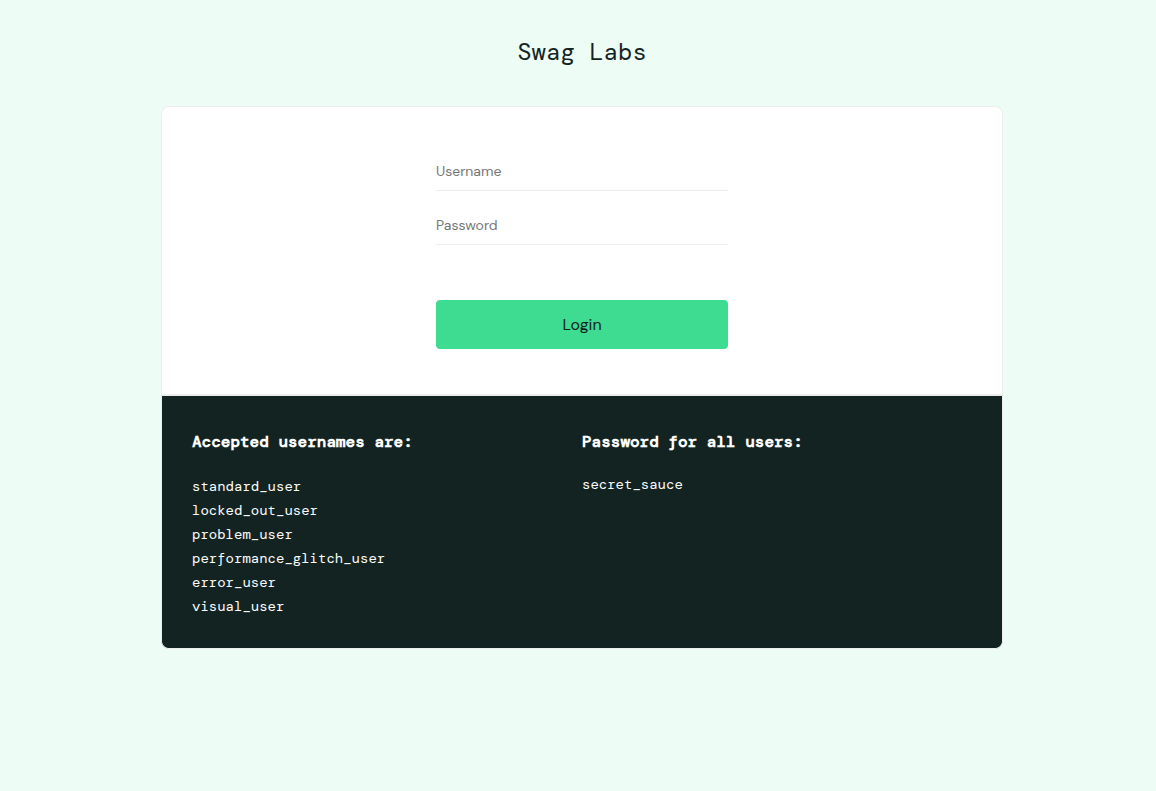 Swag Labs
Username
Password
Login
Accepted usernames are:
standard_user
locked_out_user
problem_user
performance_glitch_user
error_user
visual_user
Password for all users:
secret_sauce